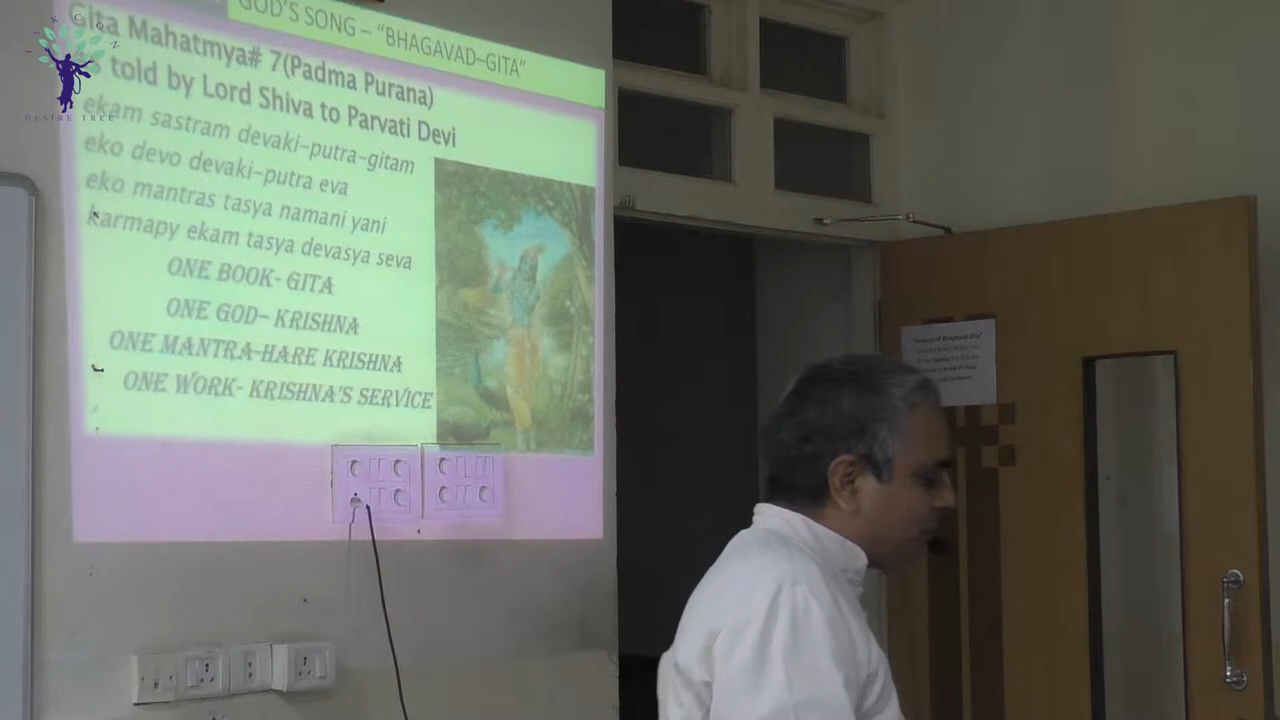 GOD'S SONG – "BHAGAVAD–GITA"
Gita Mahatmya# 7(Padma Purana)
told by Lord Shiva to Parvati Devi
ekam sastram devaki-putra-gitam
eko devo devaki-putra eva
eko mantras tasya namani yani
karmapy ekam tasya devasya seva
ONE BOOK- GITA
ONE GOD– KRISHNA
ONE MANTRA-HARE KRISHNA
ONE WORK- KRISHNA'S SERVICE
DESIRE TREE